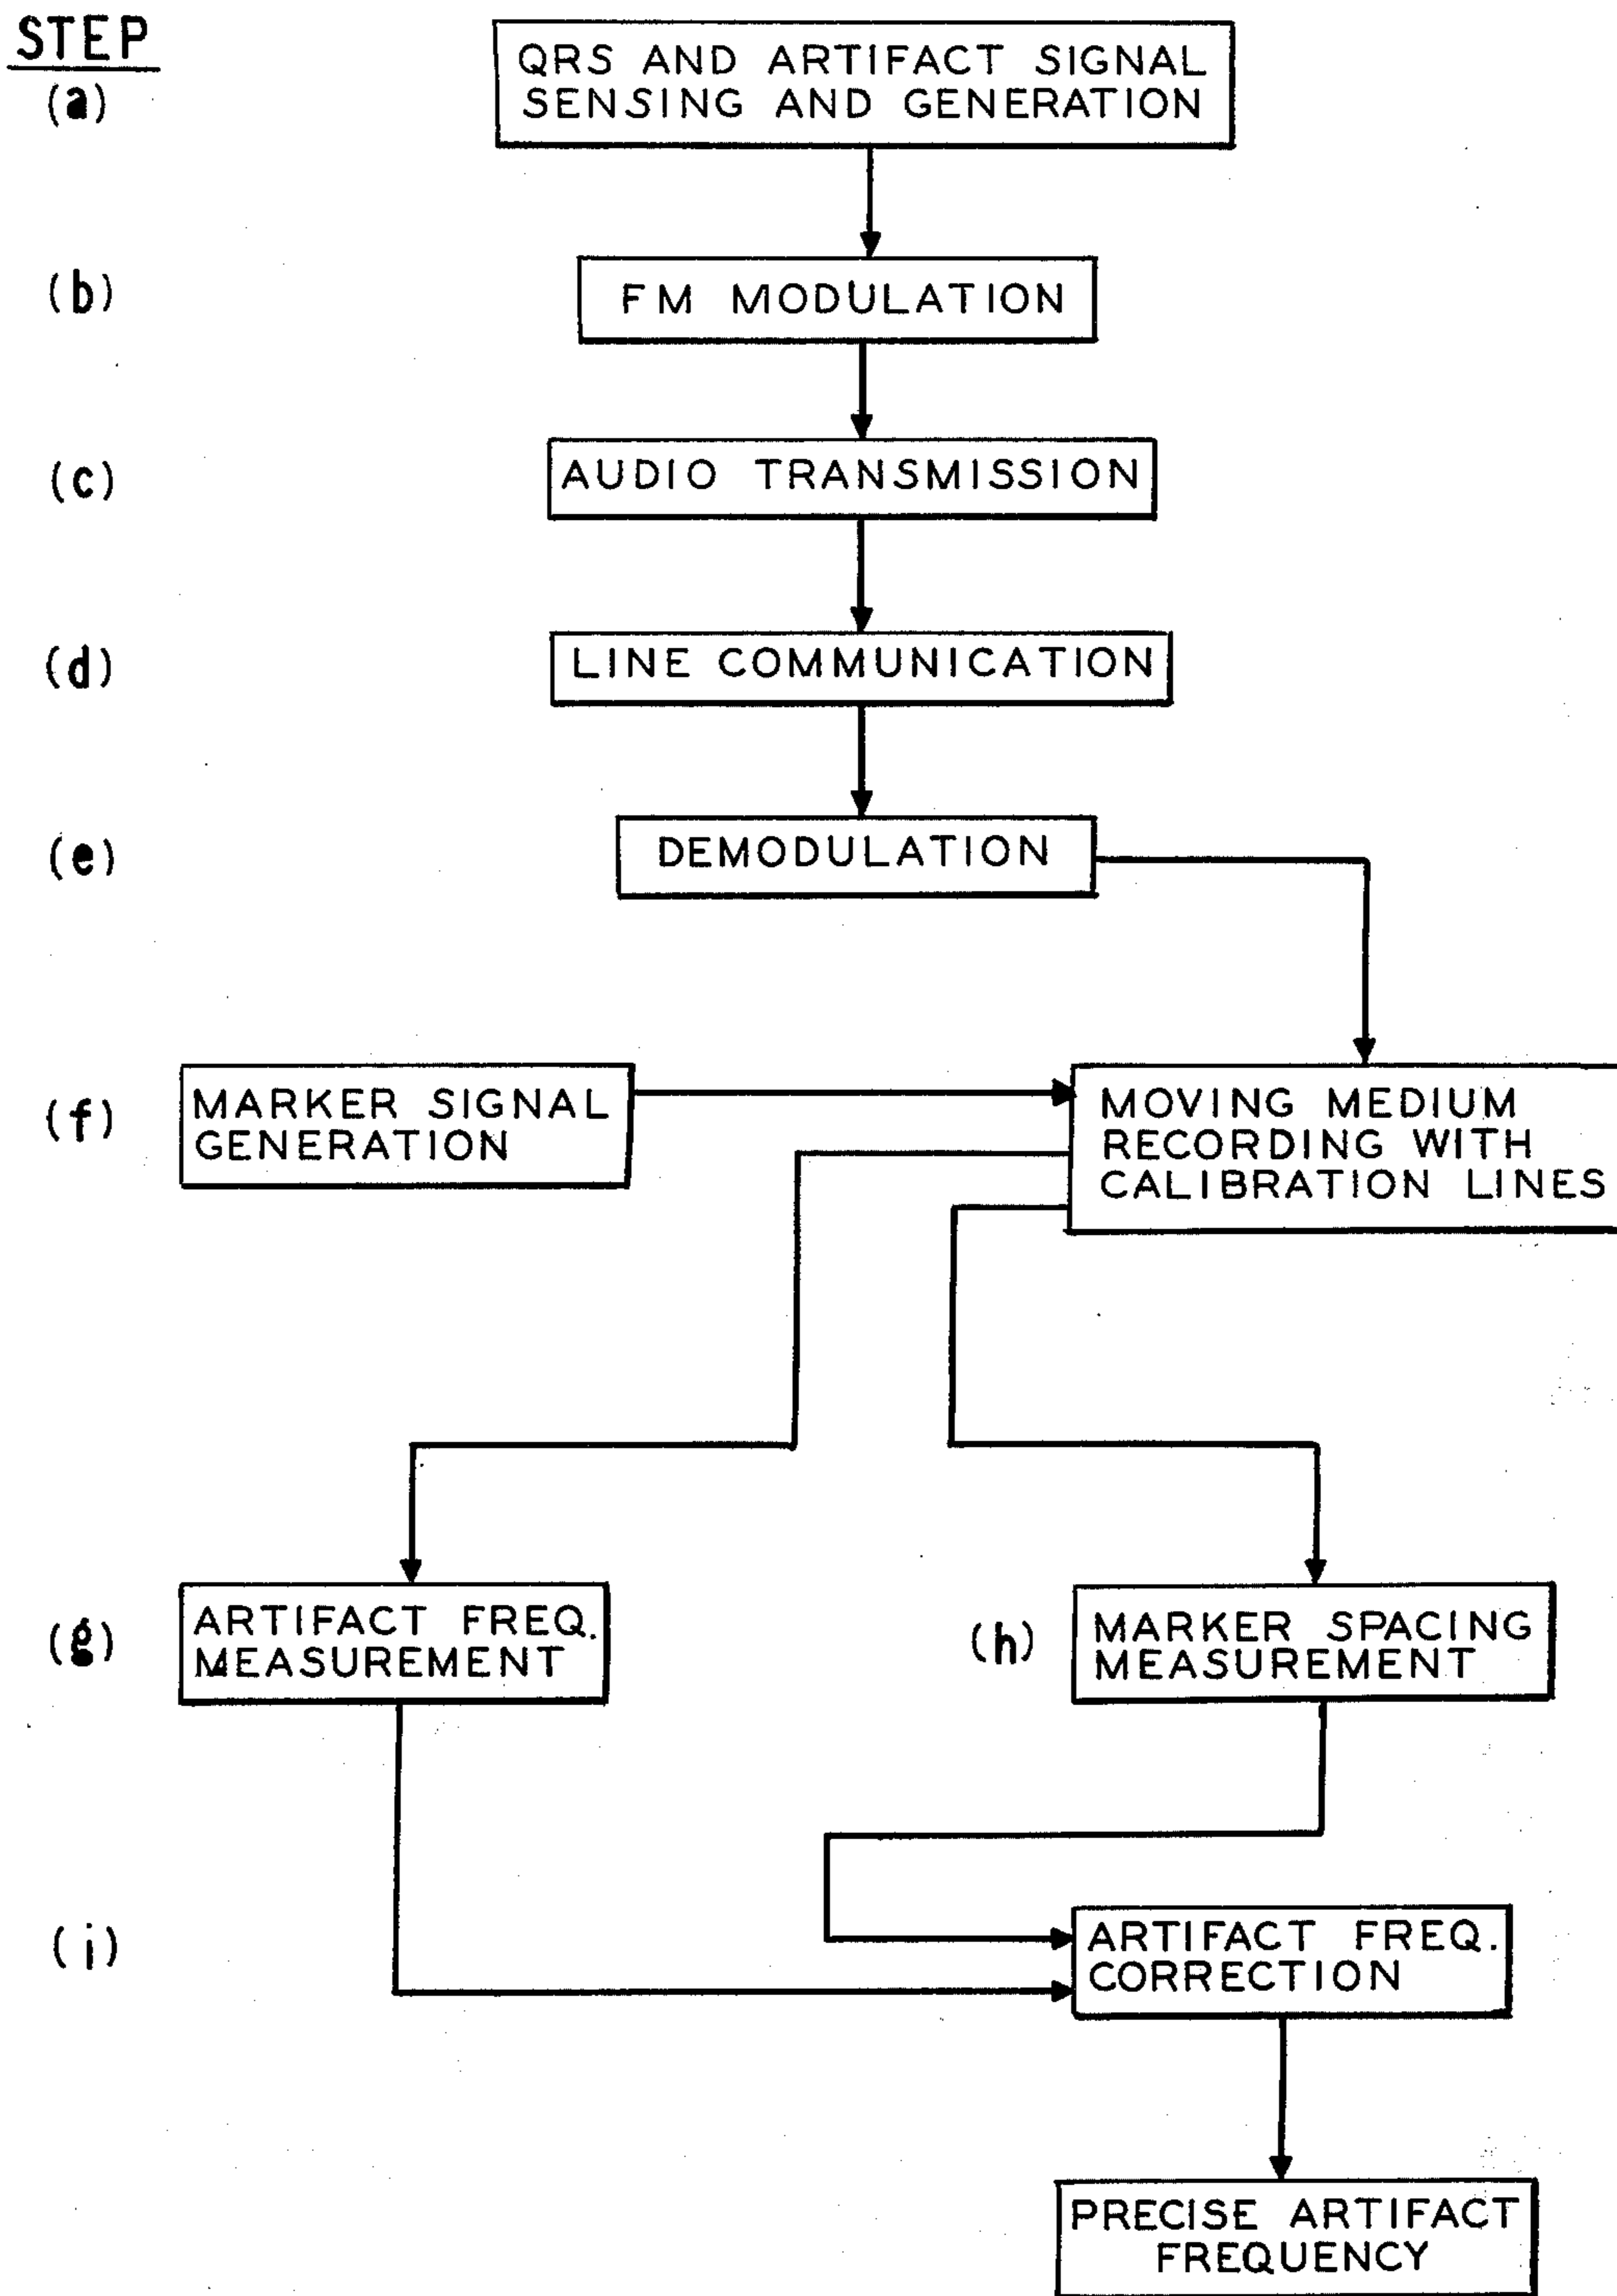 STEP
(a)
QRS AND ARTIFACT SIGNAL
SENSING AND GENERATION
(b)
FM MODULATION
(c)
AUDIO TRANSMISSION
(d)
LINE COMMUNICATION
(e)
DEMODULATION
(f)
MARKER SIGNAL
GENERATION
MOVING MEDIUM
RECORDING WITH
CALIBRATION LINES
(g)
ARTIFACT FREQ.
MEASUREMENT
(h)
MARKER SPACING
MEASUREMENT
(i)
ARTIFACT FREQ.
CORRECTION
PRECISE ARTIFACT
FREQUENCY